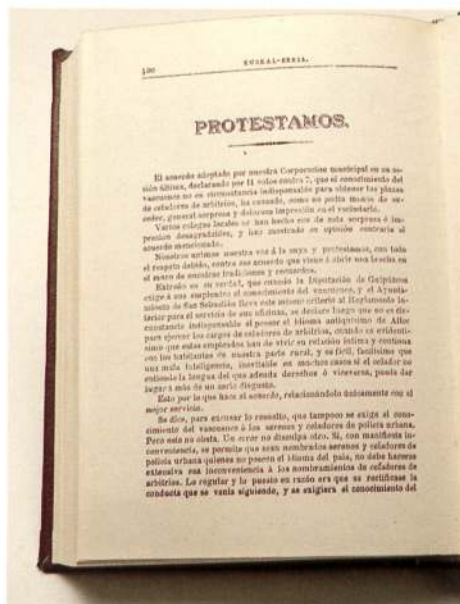 190
EUSKAL-ERRIA.
PROTESTAMOS.
El acuerdo adoptado por nuestra Corporacion municipal en su se-
sión última, declarando por 11 votos contra 7, que el conocimiento del
vascuence no es circunstancia indispensable para obtener las plazas
de celadores de arbitrios, ha causado, como no podía menos de su-
ceder, general sorpresa y dolorosa impresión en el vecindario.
Varios colegas locales se han hecho eco de esta sorpresa é im-
presion desagradable, y han mostrado su opinión contraria al
acuerdo mencionado.
Nosotros unimos nuestra voz á la suya y protestamos, con todo
el respeto debido, contra ese acuerdo que viene á abrir una brecha en
el muro de nuestras tradiciones y recuerdos.
Extraño es en verdad, que cuando la Diputación de Guipúzcoa
exige á sus empleados el conocimiento del vascuence, y el Ayunta-
miento de San Sebastián lleva este mismo criterio al Reglamento in-
terior para el servicio de sus oficinas, se declare luego que no es cir-
cunstancia indispensable el poseer el idioma antiquísimo de Aitor
para ejercer los cargos de celadores de arbitrios, cuando es evidentí-
simo que estos empleados han de vivir en relación íntima y contínua
con los habitantes de nuestra parte rural, y es fácil, facilísimo que
una mala inteligencia, inevitable en muchos casos si el celador no
entiende la lengua del que adeuda derechos ó viceversa, pueda dar
lugar á más de un serio disgusto.
Esto por lo que hace al acuerdo, relacionándolo únicamente con el
mejor servicio.
Se dice, para excusar lo resuelto, que tampoco se exige el cono-
cimiento del vascuence á los serenos y celadores de policía urbana.
Pero esto no obsta. Un error no disculpa otro. Si, con manifiesta in-
conveniencia, se permite que sean nombrados serenos y celadores de
policía urbana quienes no poseen el idioma del país, no debe hacerse
extensiva esa inconveniencia á los nombramientos de celadores de
arbitrios. Lo regular y lo puesto en razón era que se rectificase la
conducta que se venía siguiendo, y se exigiera el conocimiento del